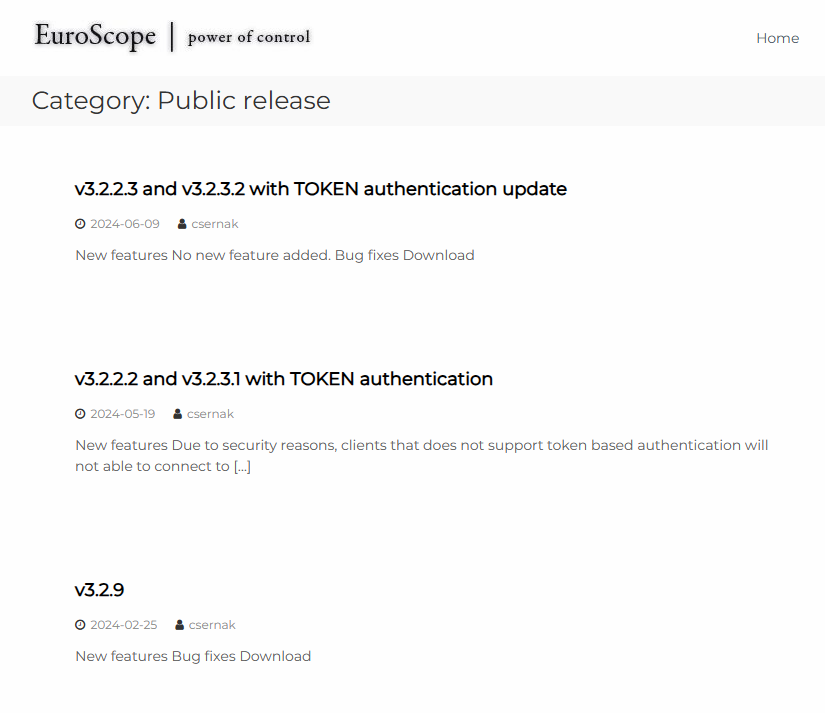 EuroScope | power of control
Home
Category: Public release
v3.2.2.3 and v3.2.3.2 with TOKEN authentication update
2024-06-09 csernak
New features No new feature added. Bug fixes Download
v3.2.2.2 and v3.2.3.1 with TOKEN authentication
2024-05-19 csernak
New features Due to security reasons, clients that does not support token based authentication will
not able to connect to [...]
v3.2.9
2024-02-25 csernak
New features Bug fixes Download